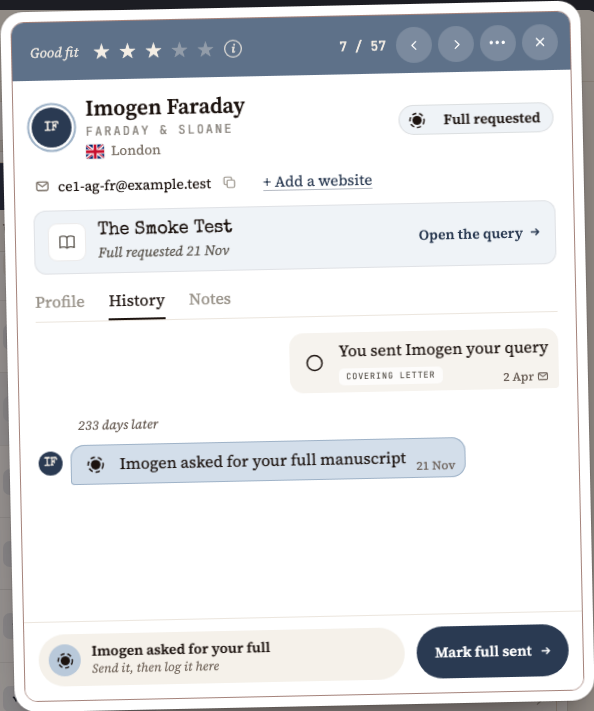 Good fit
7 / 57
IF
Imogen Faraday
FARADAY & SLOANE
London
Full requested
ce1-ag-fr@example.test
+ Add a website
The Smoke Test
Full requested 21 Nov
Open the query →
Profile
History
Notes
You sent Imogen your query
COVERING LETTER
2 Apr
233 days later
IF
Imogen asked for your full manuscript
21 Nov
Imogen asked for your full
Send it, then log it here
Mark full sent →